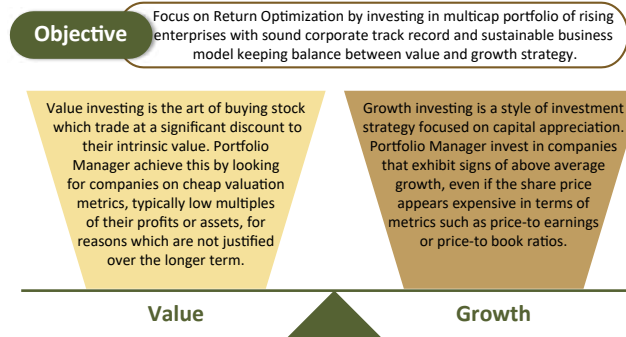 Objective
Focus on Return Optimization by investing in multicap portfolio of rising
enterprises with sound corporate track record and sustainable business
model keeping balance between value and growth strategy.
Value investing is the art of buying stock
which trade at a significant discount to
their intrinsic value. Portfolio
Manager achieve this by looking
for companies on cheap valuation
metrics, typically low multiples
of their profits or assets, for
reasons which are not justified
over the longer term.
Growth investing is a style of investment
strategy focused on capital appreciation.
Portfolio Manager invest in companies
that exhibit signs of above average
growth, even if the share price
appears expensive in terms of
metrics such as price-to earnings
or price-to book ratios.
Value
Growth